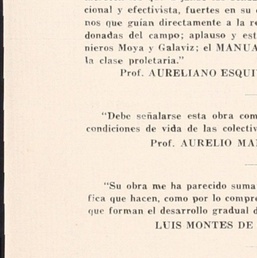 cional y efectivista, fuertes en su
nos que guían directamente a la re
donadas del campo; aplauso y est
nieros Moya y Galaviz; el MANUA
la clase proletaria."
Prof. AURELIANO ESQUI
"Debe señalarse esta obra com
condiciones de vida de las colectiv
Prof. AURELIO MA
"Su obra me ha parecido suma
fica que hacen, como por lo compre
que forman el desarrollo gradual d
LUIS MONTES DE